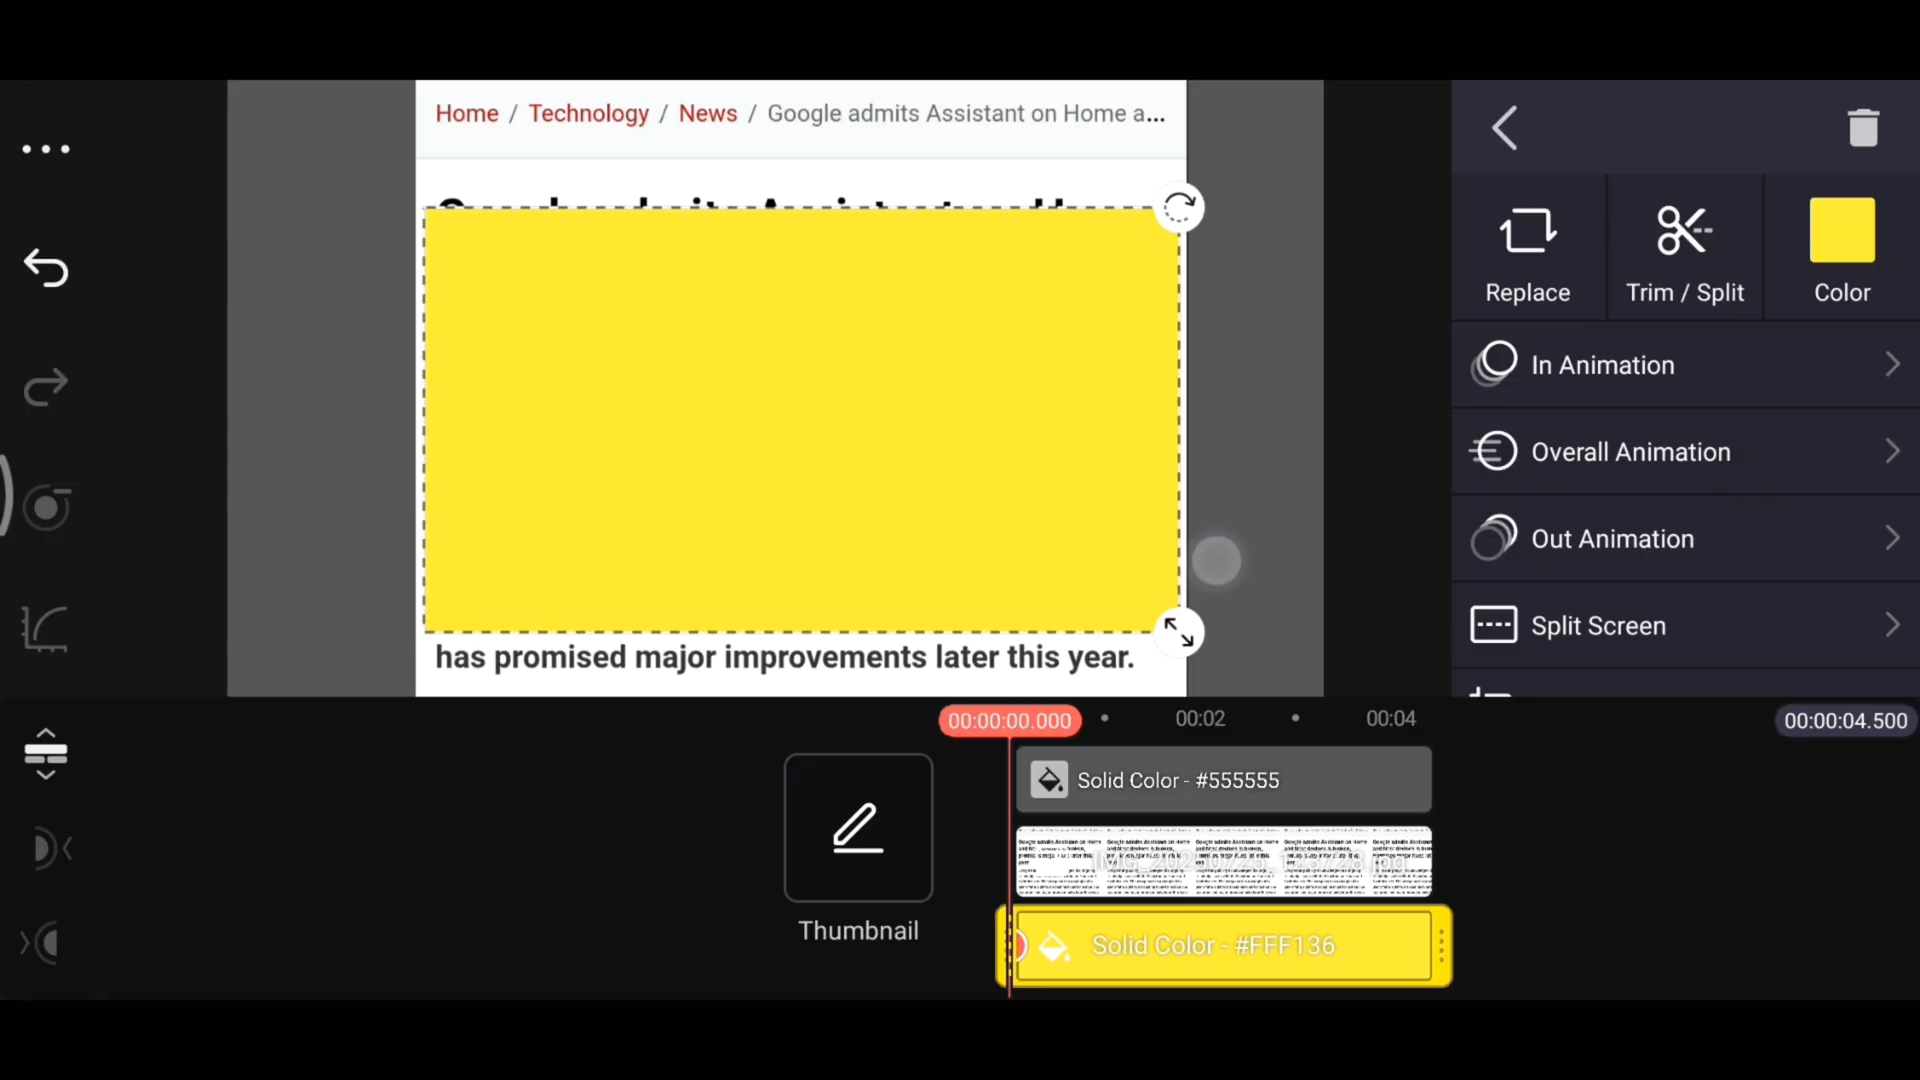 Home / Technology / News / Google admits Assistant on Home a...
has promised major improvements later this year.
Replace
Trim / Split
Color
In Animation
Overall Animation
Out Animation
Split Screen
00:00:00.000
00:02
00:04
00:00:04.500
Thumbnail
Solid Color - #555555
Solid Color - #FFF136